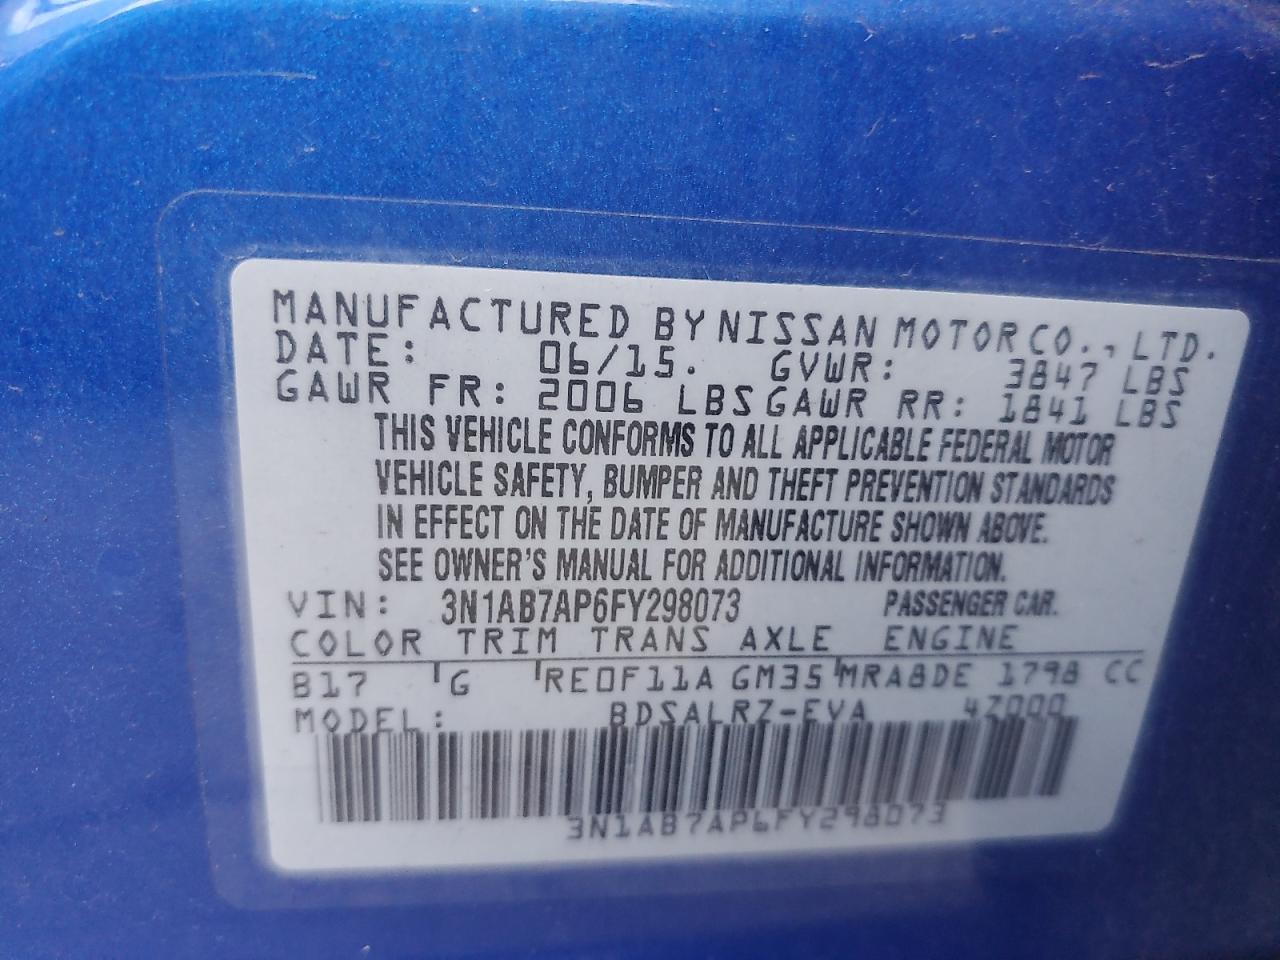 MANUFACTURED BY NISSAN MOTOR CO., LTD.
DATE: 06/15. GVWR: 3847 LBS
GAWR FR: 2006 LBS GAWR RR: 1841 LBS
THIS VEHICLE CONFORMS TO ALL APPLICABLE FEDERAL MOTOR
VEHICLE SAFETY, BUMPER AND THEFT PREVENTION STANDARDS
IN EFFECT ON THE DATE OF MANUFACTURE SHOWN ABOVE.
SEE OWNER'S MANUAL FOR ADDITIONAL INFORMATION.
VIN: 3N1AB7AP6FY298073 PASSENGER CAR.
COLOR TRIM TRANS AXLE ENGINE
B17 G RE0F11A GM35 MRA8DE 1798 CC
MODEL: BDSALRZ-EVA 47000
3N1AB7AP6FY298073